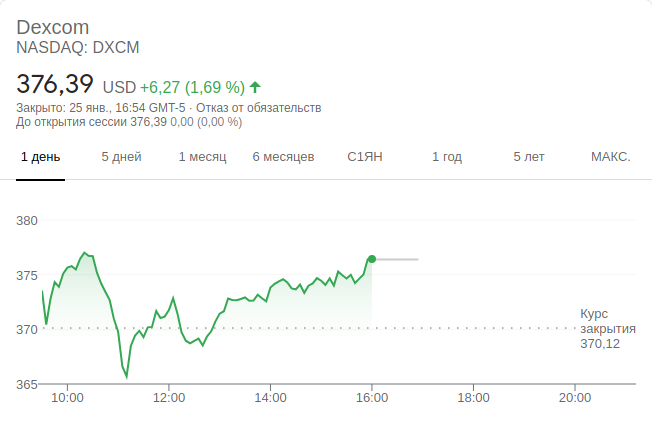 Dexcom
NASDAQ: DXCM
376,39 USD +6,27 (1,69 %)
Закрыто: 25 янв., 16:54 GMT-5 · Отказ от обязательств
До открытия сессии 376,39 0,00 (0,00 %)
1 день 5 дней 1 месяц 6 месяцев С1ЯН 1 год 5 лет МАКС.
380
375
370
365
Курс
закрытия
370,12
10:00 12:00 14:00 16:00 18:00 20:00